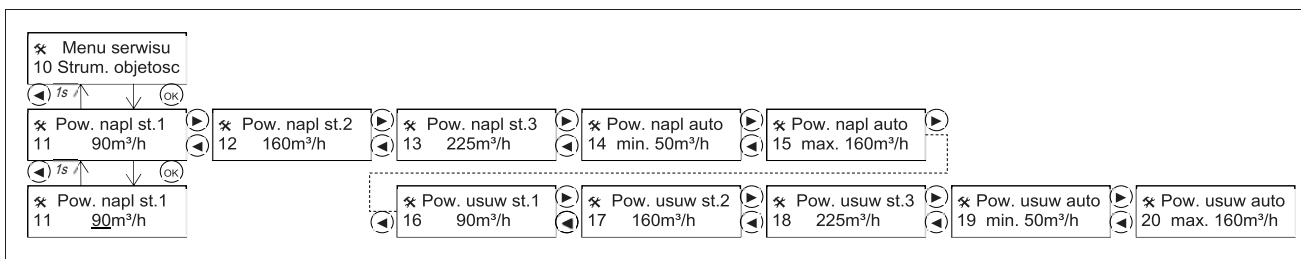 Menu serwisu
10 Strum. objetosc
1s
OK
Pow. napl st.1
11 90m³/h
Pow. napl st.2
12 160m³/h
Pow. napl st.3
13 225m³/h
Pow. napl auto
14 min. 50m³/h
Pow. napl auto
15 max. 160m³/h
1s
OK
Pow. napl st.1
11 90m³/h
Pow. usuw st.1
16 90m³/h
Pow. usuw st.2
17 160m³/h
Pow. usuw st.3
18 225m³/h
Pow. usuw auto
19 min. 50m³/h
Pow. usuw auto
20 max. 160m³/h